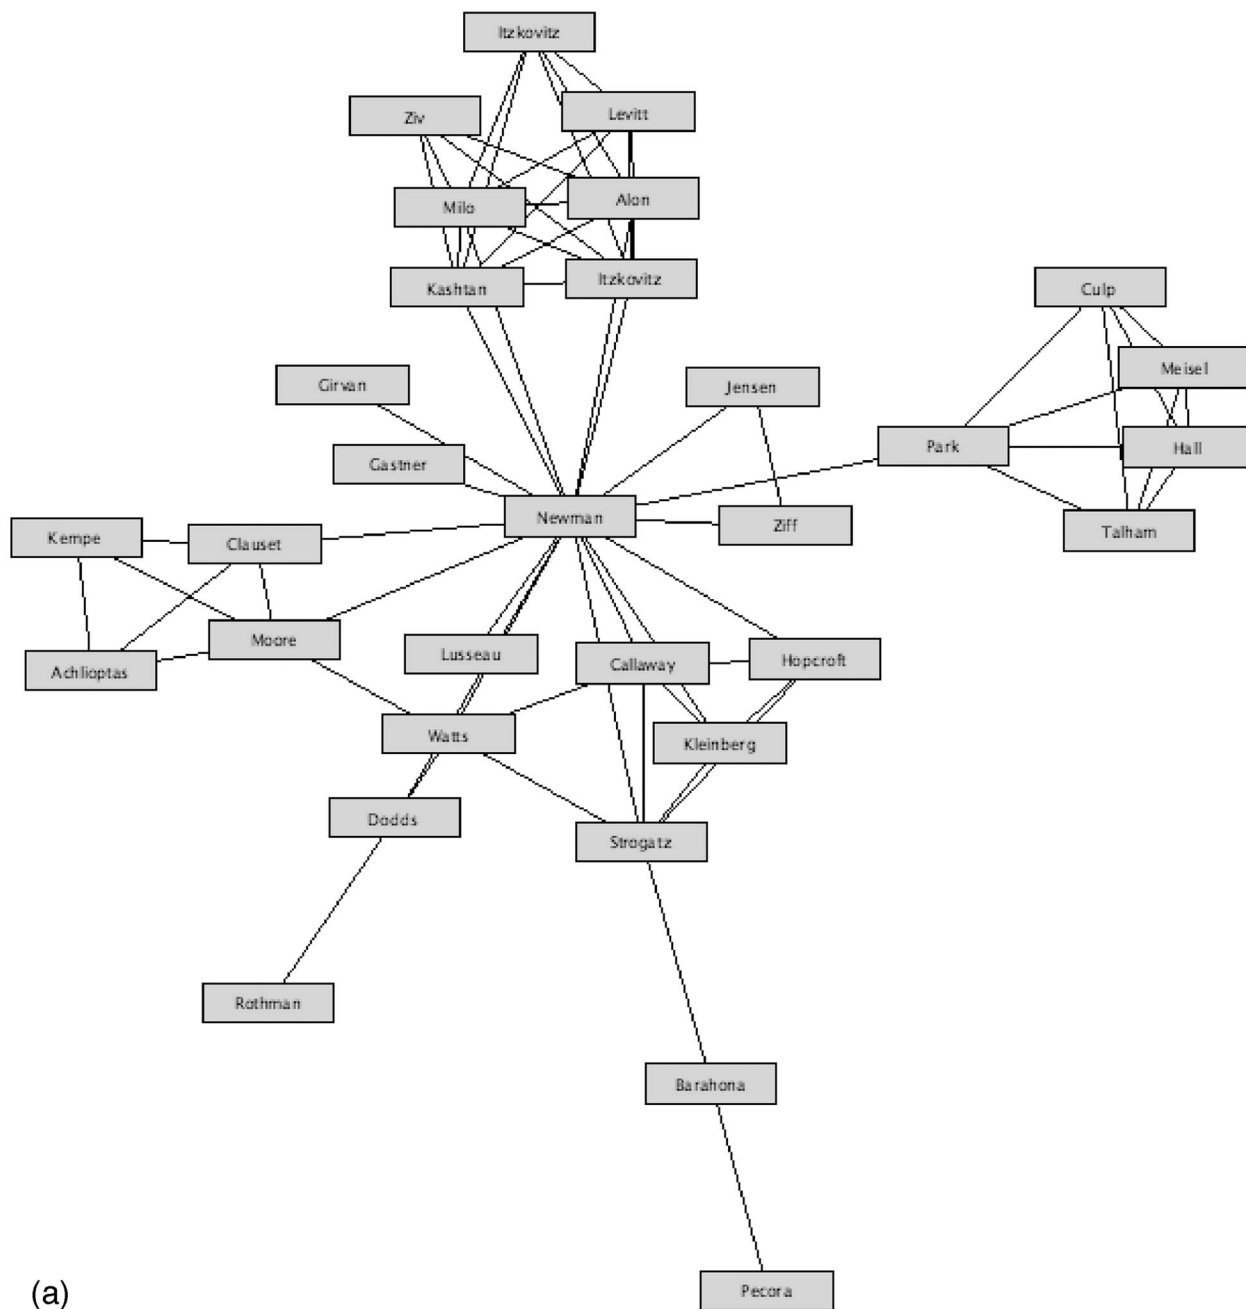 Itzkovitz
Ziv
Levitt
Milo
Alon
Kashtan
Itzkovitz
Culp
Girvan
Jensen
Meisel
Gastner
Park
Hall
Newman
Ziff
Talham
Kempe
Clauset
Moore
Lusseau
Callaway
Hopcroft
Achlioptas
Watts
Kleinberg
Dodds
Strogatz
Rothman
Barahona
Pecora
(a)